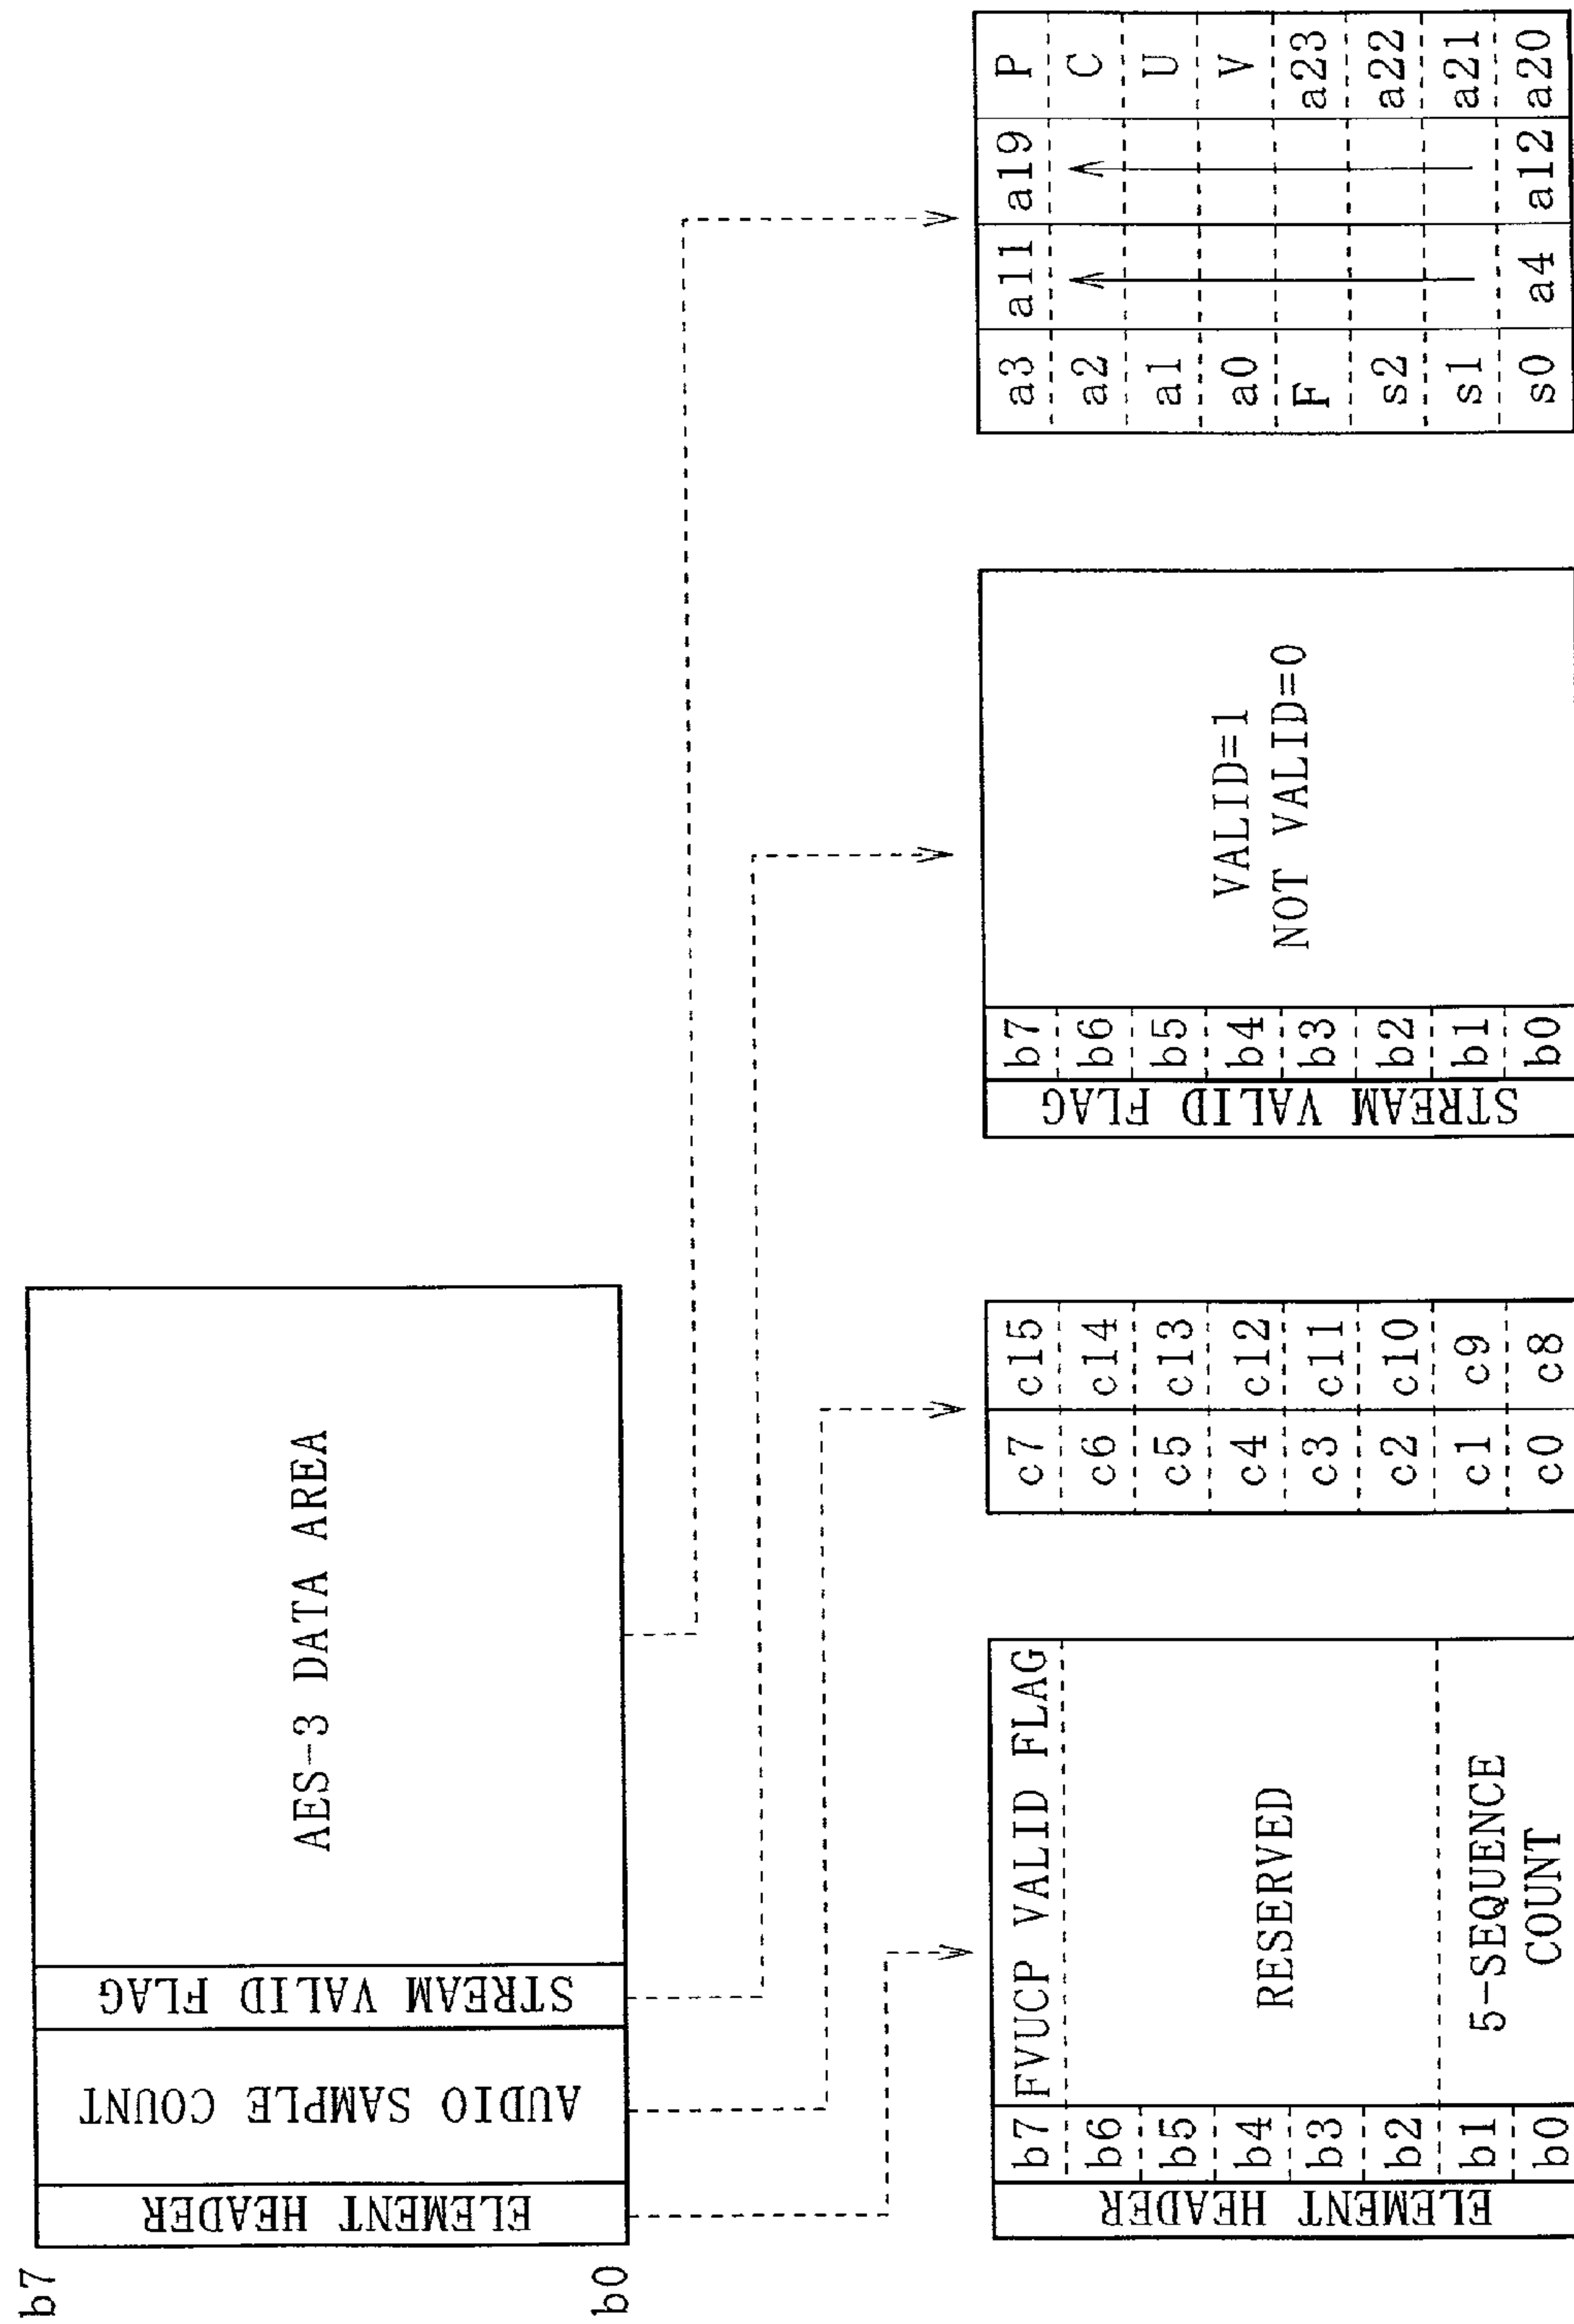 b7
b0
ELEMENT HEADER
AUDIO SAMPLE COUNT
STREAM VALID FLAG
AES-3 DATA AREA
ELEMENT HEADER
b7 FVUCP VALID FLAG
b6
b5
b4 RESERVED
b3
b2
b1 5-SEQUENCE
b0 COUNT
c7 c15
c6 c14
c5 c13
c4 c12
c3 c11
c2 c10
c1 c9
c0 c8
STREAM VALID FLAG
b7
b6
b5
b4 VALID=1
b3 NOT VALID=0
b2
b1
b0
a3 a11 a19 P
a2 C
a1 U
a0 V
F a23
s2 a22
s1 a21
s0 a4 a12 a20